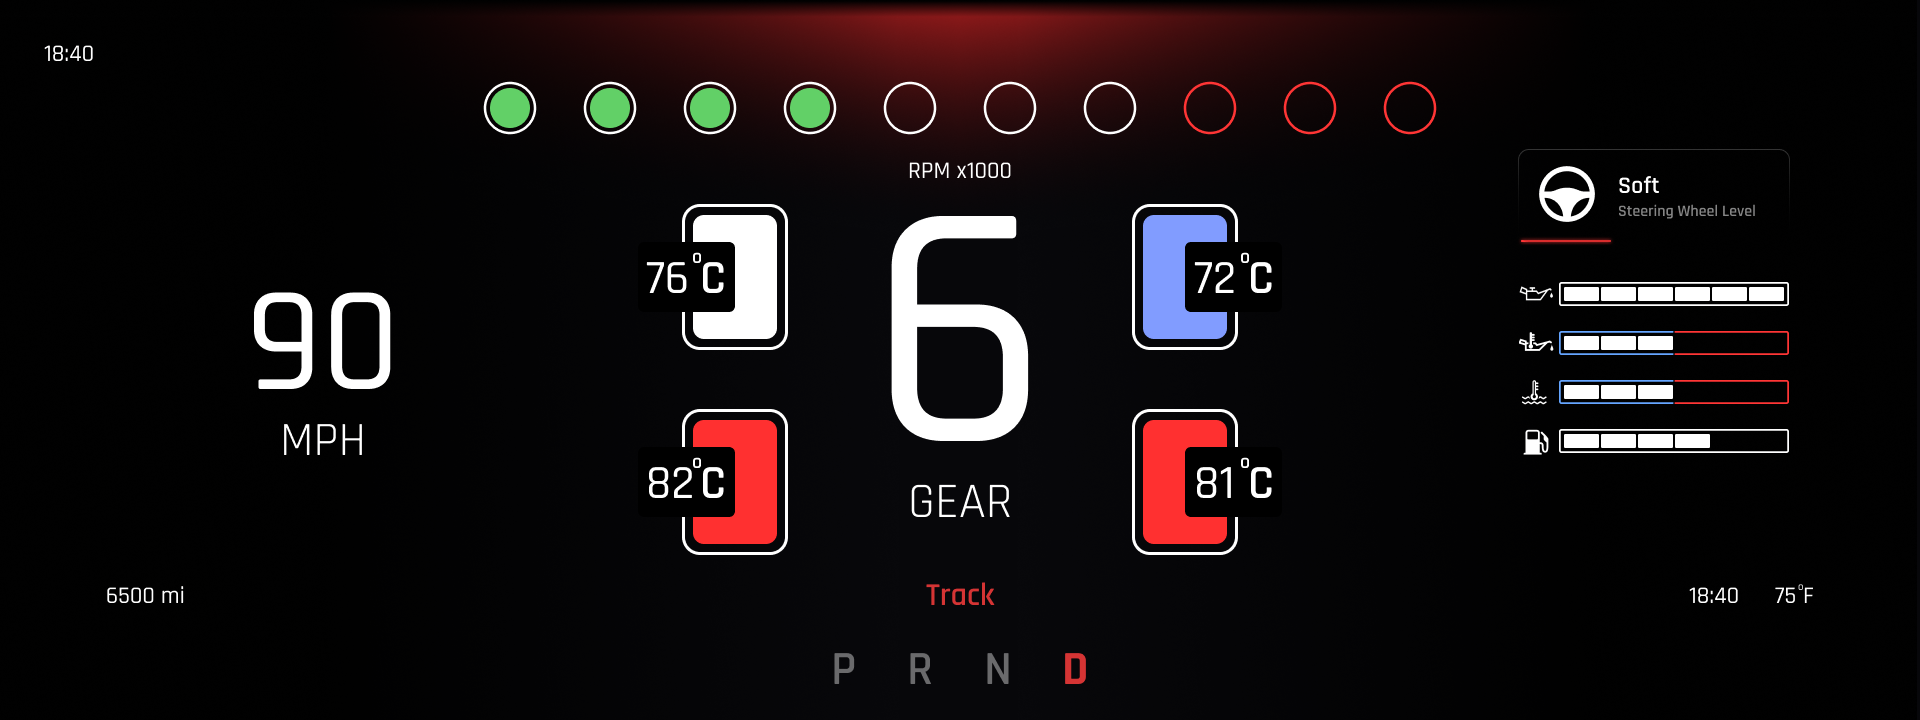 18:40
RPM x1000
Soft
Steering Wheel Level
76°C
6
72°C
90
MPH
82°C
GEAR
81°C
6500 mi
Track
18:40 75°F
P R N D